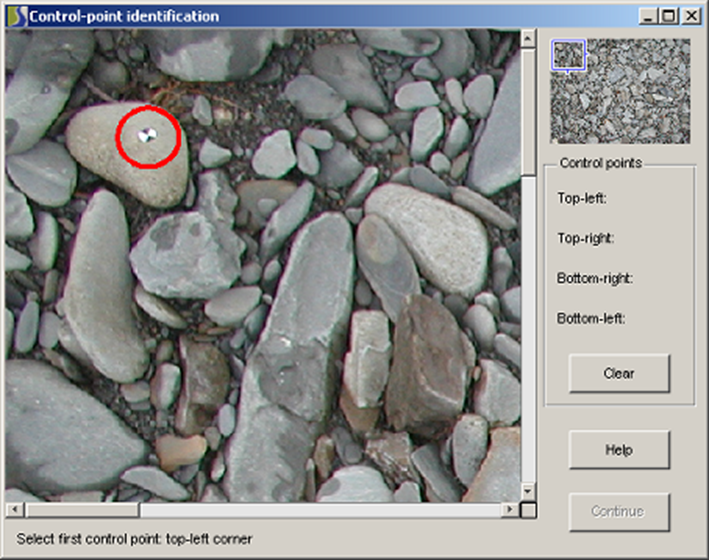 Control-point identification
Control points
Top-left:
Top-right:
Bottom-right:
Bottom-left:
Clear
Help
Continue
Select first control point: top-left corner